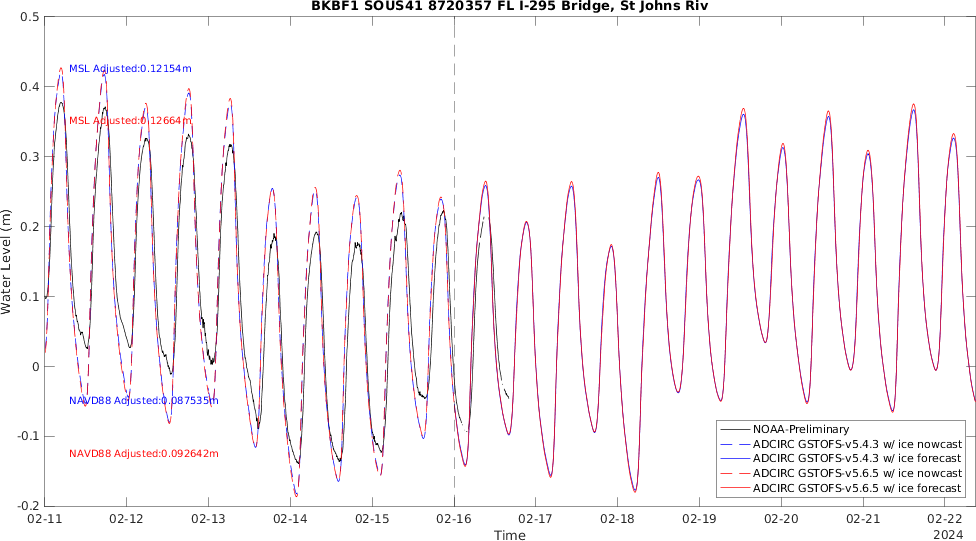 BKBF1 SOUS41 8720357 FL I-295 Bridge, St Johns Riv
0.5
0.4
0.3
0.2
0.1
0
-0.1
-0.2
Water Level (m)
MSL Adjusted:0.12154m
MSL Adjusted:0.12664m
NAVD88 Adjusted:0.087535m
NAVD88 Adjusted:0.092642m
NOAA-Preliminary
ADCIRC GSTOFS-v5.4.3 w/ ice nowcast
ADCIRC GSTOFS-v5.4.3 w/ ice forecast
ADCIRC GSTOFS-v5.6.5 w/ ice nowcast
ADCIRC GSTOFS-v5.6.5 w/ ice forecast
02-11 02-12 02-13 02-14 02-15 02-16 02-17 02-18 02-19 02-20 02-21 02-22
2024
Time